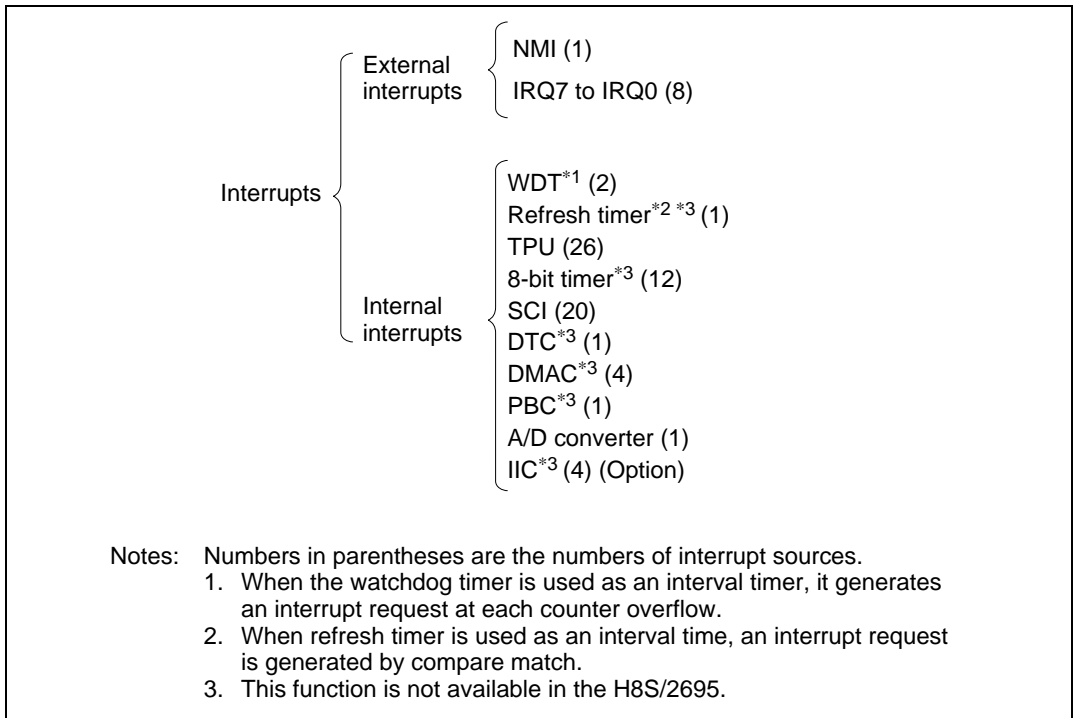 External
interrupts
NMI (1)
IRQ7 to IRQ0 (8)
Interrupts
Internal
interrupts
WDT*1 (2)
Refresh timer*2 *3 (1)
TPU (26)
8-bit timer*3 (12)
SCI (20)
DTC*3 (1)
DMAC*3 (4)
PBC*3 (1)
A/D converter (1)
IIC*3 (4) (Option)
Notes: Numbers in parentheses are the numbers of interrupt sources.
1. When the watchdog timer is used as an interval timer, it generates
an interrupt request at each counter overflow.
2. When refresh timer is used as an interval time, an interrupt request
is generated by compare match.
3. This function is not available in the H8S/2695.